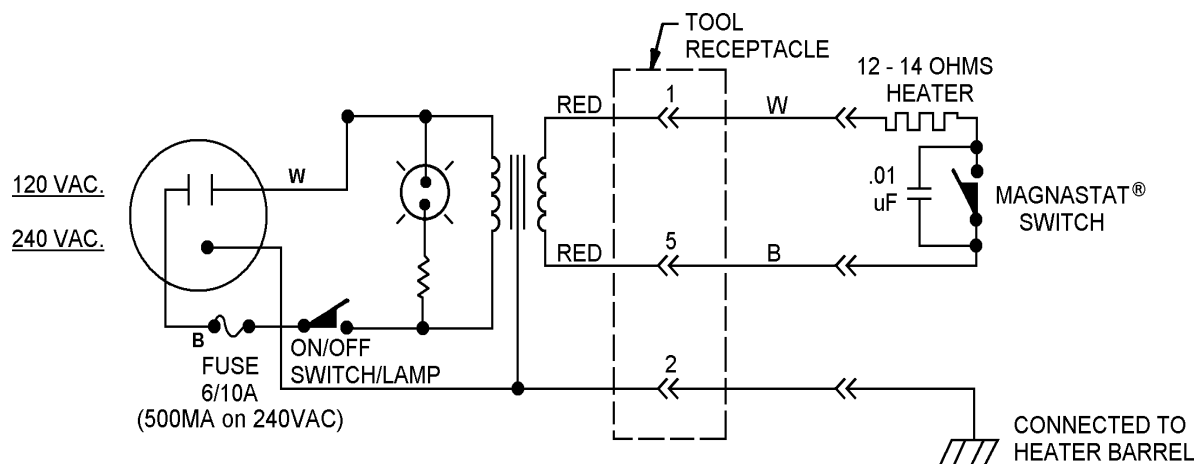 TOOL
RECEPTACLE
12 - 14 OHMS
HEATER
RED
1
W
120 VAC.
W
.01
uF
MAGNASTAT®
SWITCH
240 VAC.
RED
5
B
B
FUSE
6/10A
(500MA on 240VAC)
ON/OFF
SWITCH/LAMP
2
CONNECTED TO
HEATER BARREL